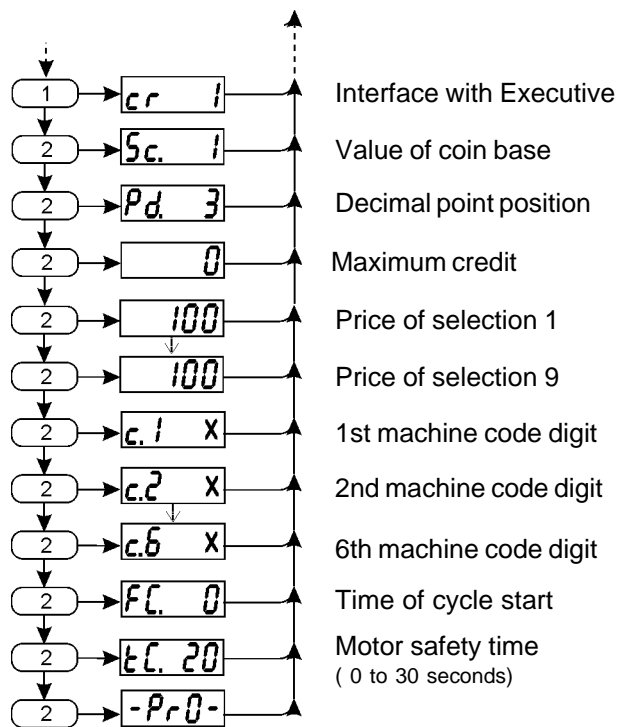 1 cr 1 Interface with Executive
2 Sc. 1 Value of coin base
2 Pd. 3 Decimal point position
2 0 Maximum credit
2 100 Price of selection 1
2 100 Price of selection 9
2 c.1 X 1st machine code digit
2 c.2 X 2nd machine code digit
2 c.6 X 6th machine code digit
2 FC. 0 Time of cycle start
2 tC. 20 Motor safety time
( 0 to 30 seconds)
2 -Pr0-